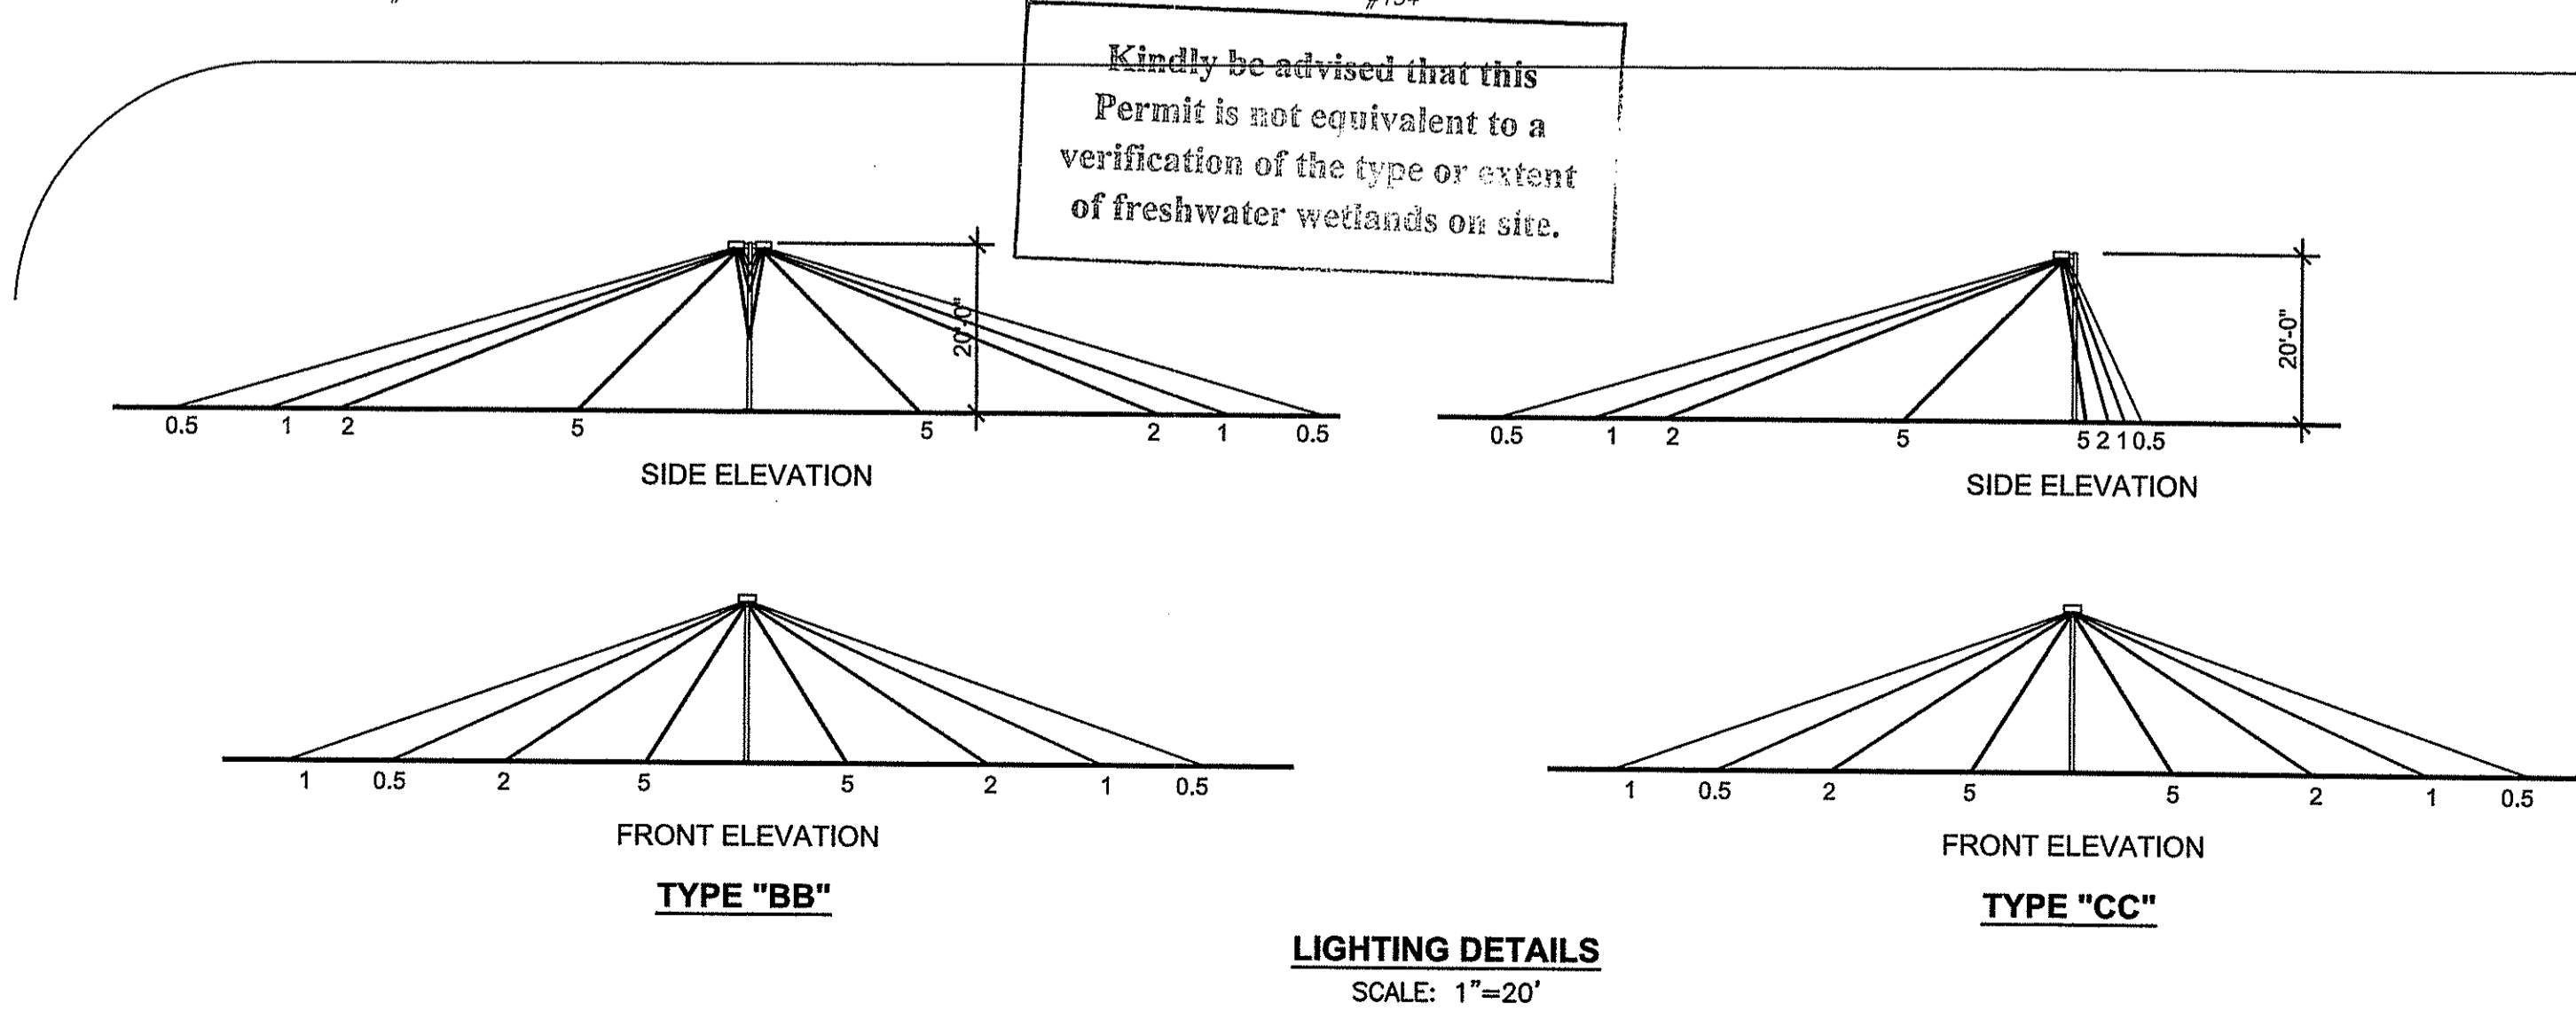 Kindly be advised that this
Permit is not equivalent to a
verification of the type or extent
of freshwater wetlands on site.
20'-0"
0.5 1 2 5 5 2 1 0.5
SIDE ELEVATION
20'-0"
0.5 1 2 5 5 2 1 0.5
SIDE ELEVATION
1 0.5 2 5 5 2 1 0.5
FRONT ELEVATION
TYPE "BB"
1 0.5 2 5 5 2 1 0.5
FRONT ELEVATION
TYPE "CC"
LIGHTING DETAILS
SCALE: 1"=20'